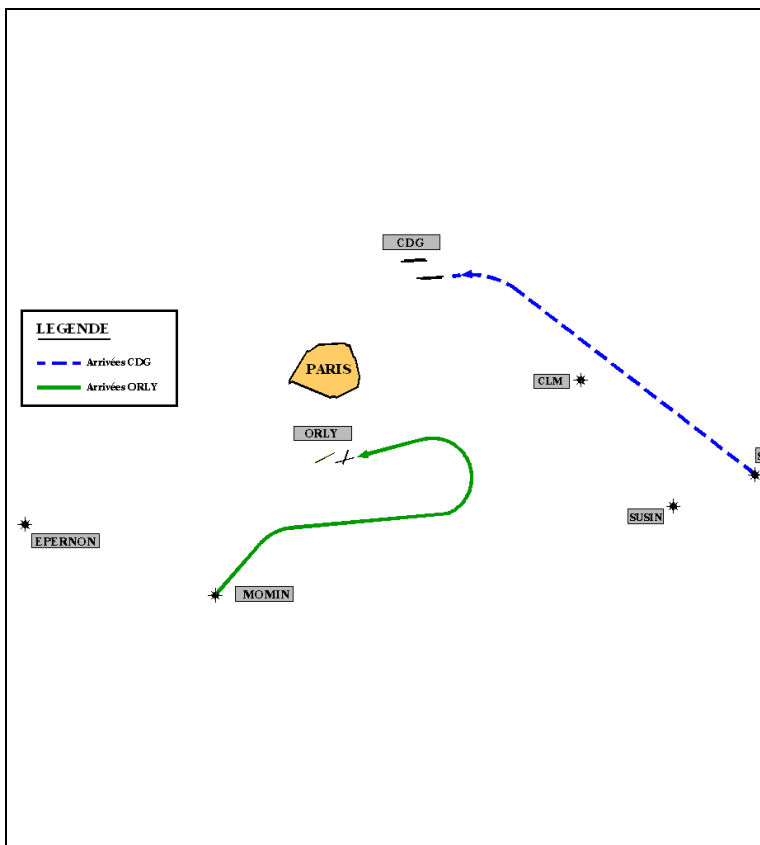 CDG
LEGENDE
Arrivées CDG
Arrivées ORLY
PARIS
CLM
ORLY
SUSIN
EPERNON
MOMIN